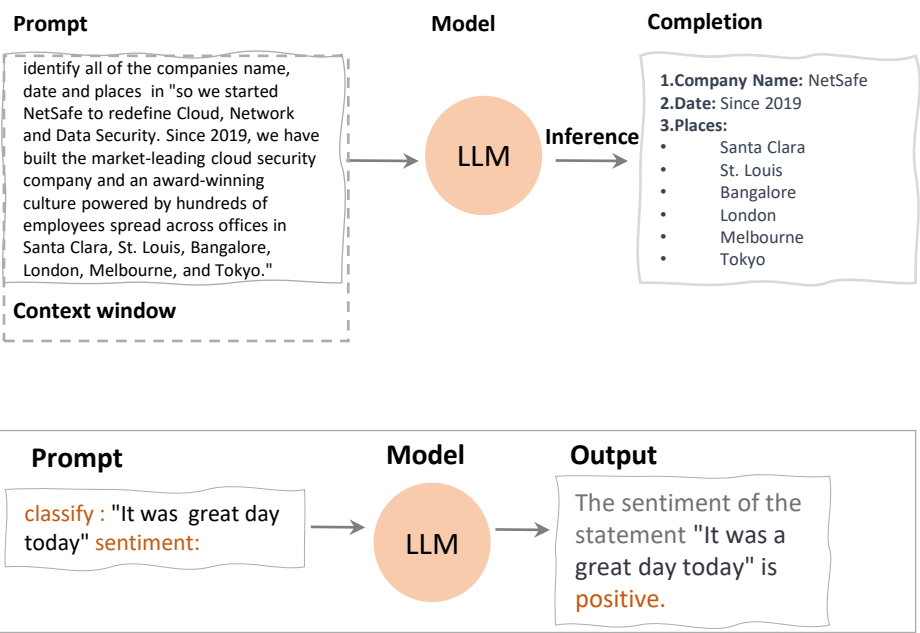 Prompt
Model
Completion
identify all of the companies name,
date and places in "so we started
NetSafe to redefine Cloud, Network
and Data Security. Since 2019, we have
built the market-leading cloud security
company and an award-winning
culture powered by hundreds of
employees spread across offices in
Santa Clara, St. Louis, Bangalore,
London, Melbourne, and Tokyo."
Context window
LLM
Inference
1.Company Name: NetSafe
2.Date: Since 2019
3.Places:
• Santa Clara
• St. Louis
• Bangalore
• London
• Melbourne
• Tokyo
Prompt
Model
Output
classify : "It was great day
today" sentiment:
LLM
The sentiment of the
statement "It was a
great day today" is
positive.